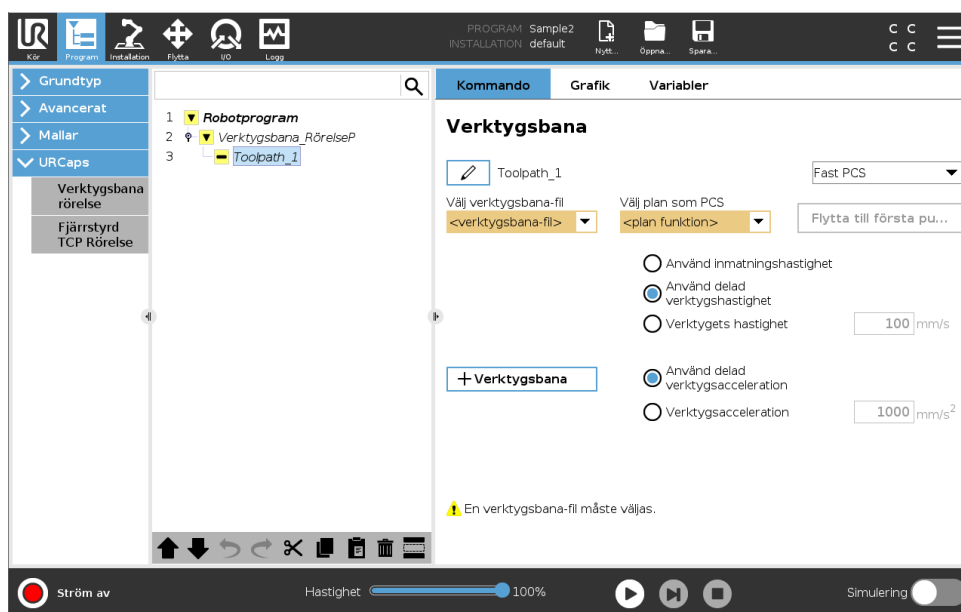 UR
PROGRAM Sample2
INSTALLATION default
Kör
Program
Installation
Flytta
I/O
Logg
Nytt...
Öppna...
Spara...
C C
C C
Grundtyp
Avancerat
Mallar
URCaps
Verktygsbana
rörelse
Fjärrstyrd
TCP Rörelse
1 Robotprogram
2 Verktygsbana_RörelseP
3 Toolpath_1
Kommando
Grafik
Variabler
Verktygsbana
Toolpath_1
Fast PCS
Välj verktygsbana-fil
Välj plan som PCS
<verktygsbana-fil>
<plan funktion>
Flytta till första pu...
Använd inmatningshastighet
Använd delad
verktygshastighet
Verktygets hastighet
100 mm/s
+ Verktygsbana
Använd delad
verktygsacceleration
Verktygsacceleration
1000 mm/s²
En verktygsbana-fil måste väljas.
Ström av
Hastighet
100%
Simulering